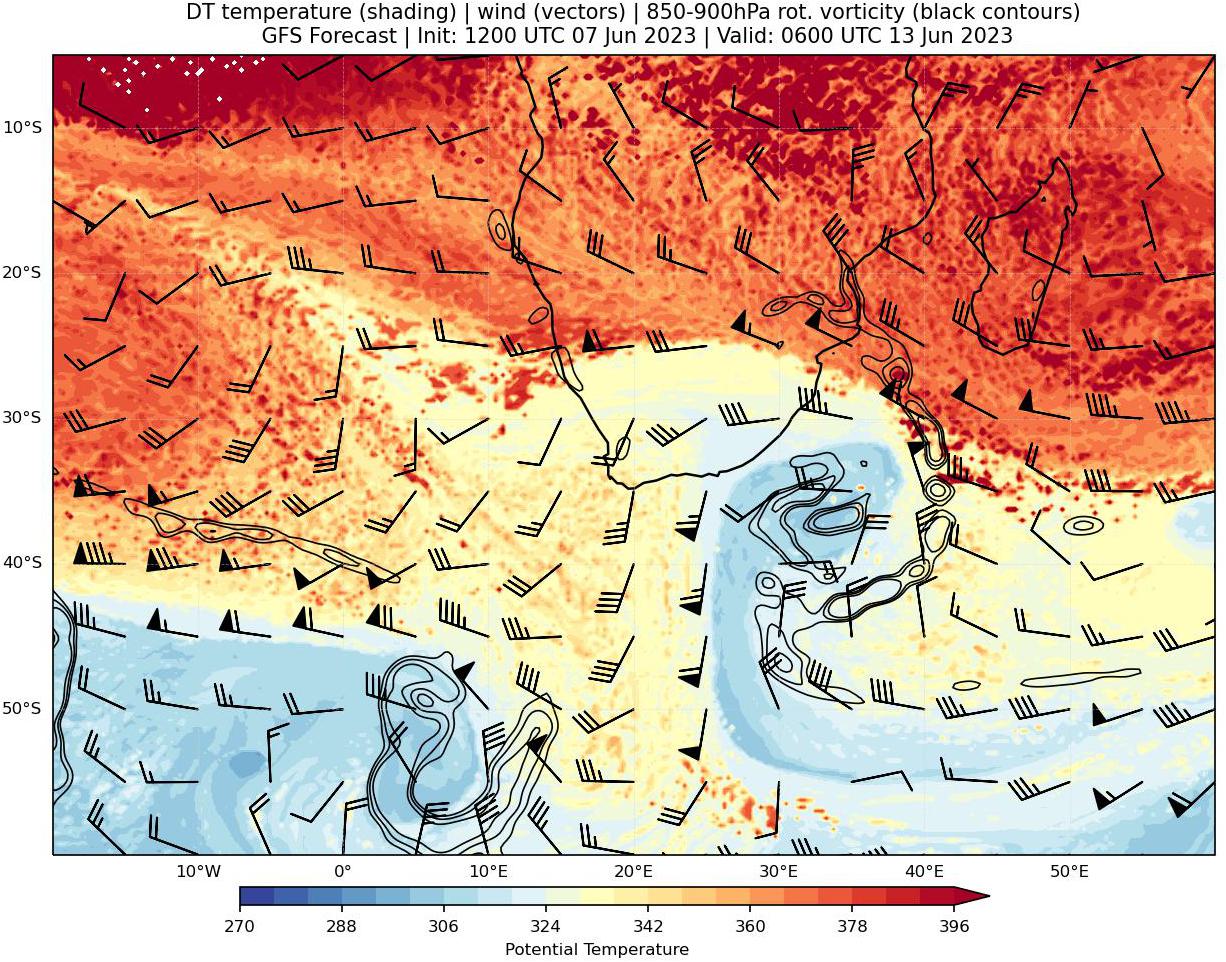 DT temperature (shading) | wind (vectors) | 850-900hPa rot. vorticity (black contours)
GFS Forecast | Init: 1200 UTC 07 Jun 2023 | Valid: 0600 UTC 13 Jun 2023
10°S
20°S
30°S
40°S
50°S
10°W 0° 10°E 20°E 30°E 40°E 50°E
270 288 306 324 342 360 378 396
Potential Temperature